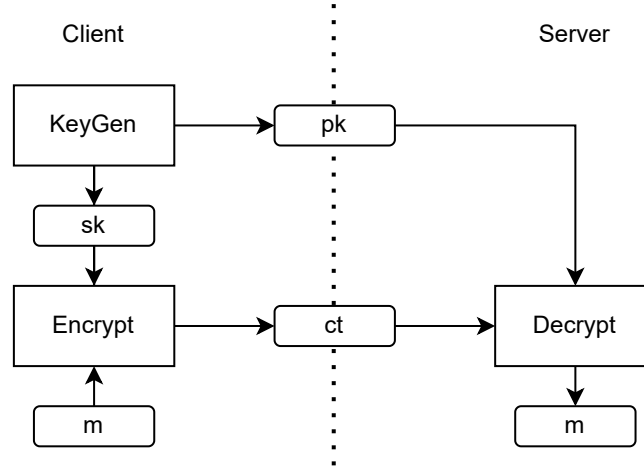 Client
Server
KeyGen
pk
sk
Encrypt
ct
Decrypt
m
m